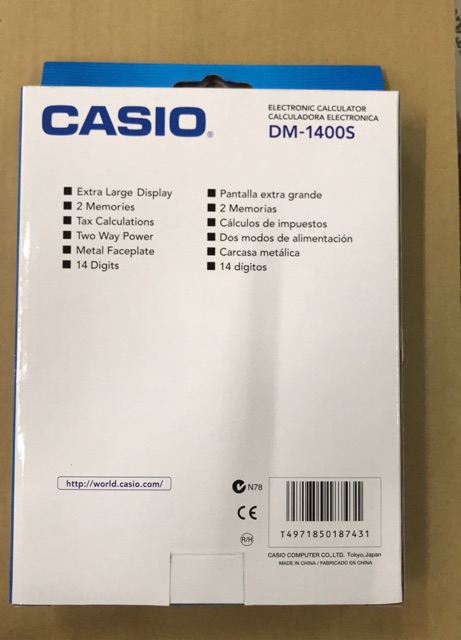 CASIO®
ELECTRONIC CALCULATOR
CALCULADORA ELECTRONICA
DM-1400S
■ Extra Large Display
■ 2 Memories
■ Tax Calculations
■ Two Way Power
■ Metal Faceplate
■ 14 Digits
■ Pantalla extra grande
■ 2 Memorias
■ Cálculos de impuestos
■ Dos modos de alimentación
■ Carcasa metálica
■ 14 dígitos
http://world.casio.com/
N78
CE
R/H
T4971850187431
CASIO COMPUTER CO., LTD. Tokyo, Japan
MADE IN CHINA / FABRICADO EN CHINA